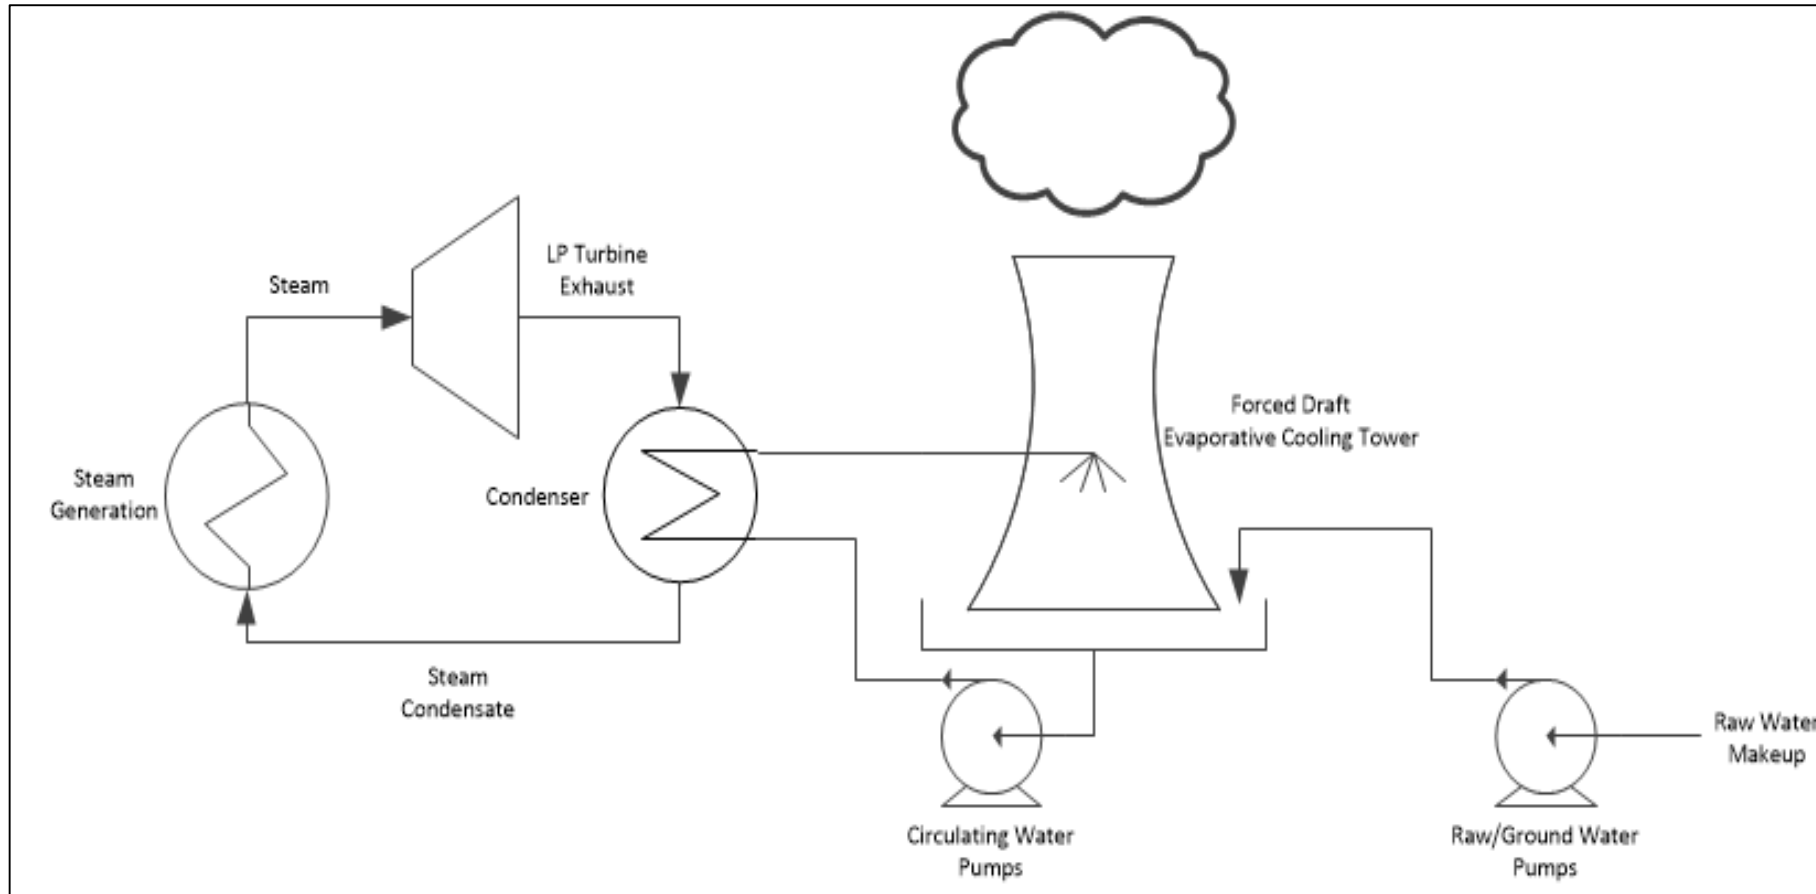 LP Turbine
Exhaust
Steam
Forced Draft
Evaporative Cooling Tower
Steam
Generation
Condenser
Steam
Condensate
Raw Water
Makeup
Circulating Water
Pumps
Raw/Ground Water
Pumps